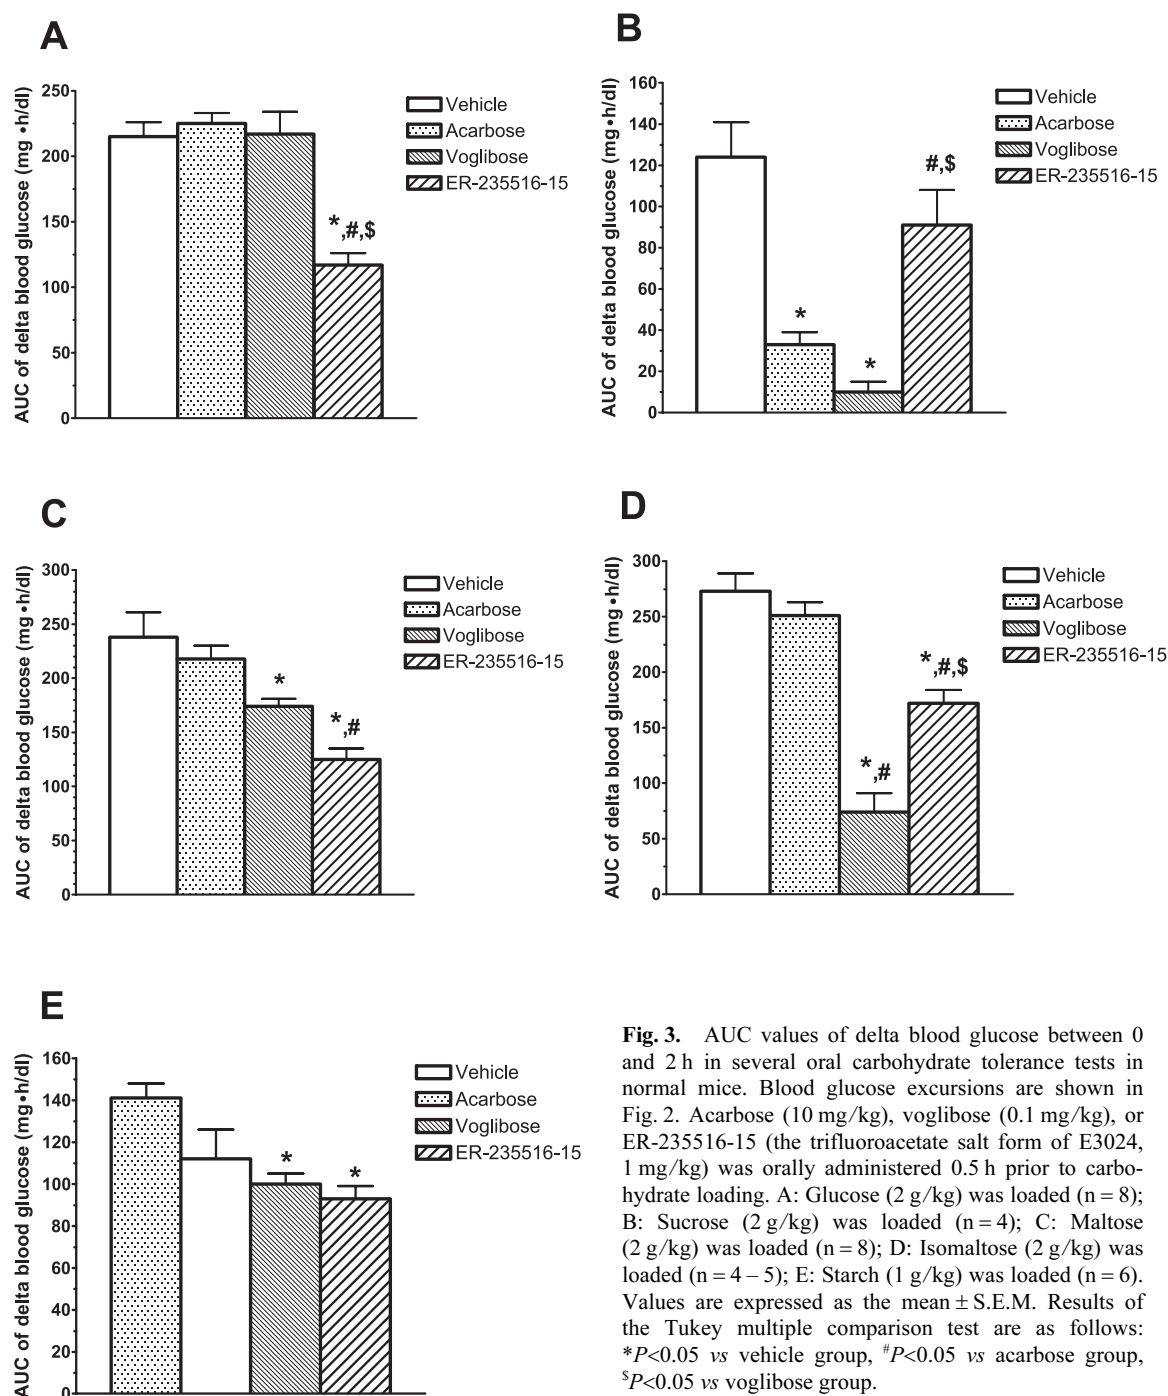 A
AUC of delta blood glucose (mg•h/dl)
250
200
150
100
50
0
*,#,$
Vehicle
Acarbose
Voglibose
ER-235516-15
B
AUC of delta blood glucose (mg•h/dl)
160
140
120
100
80
60
40
20
0
*
*
#,$
Vehicle
Acarbose
Voglibose
ER-235516-15
C
AUC of delta blood glucose (mg•h/dl)
300
250
200
150
100
50
0
*
*,#
Vehicle
Acarbose
Voglibose
ER-235516-15
D
AUC of delta blood glucose (mg•h/dl)
300
250
200
150
100
50
0
*,#
*,#,$
Vehicle
Acarbose
Voglibose
ER-235516-15
E
AUC of delta blood glucose (mg•h/dl)
160
140
120
100
80
60
40
20
0
*
*
Vehicle
Acarbose
Voglibose
ER-235516-15
Fig. 3. AUC values of delta blood glucose between 0
and 2 h in several oral carbohydrate tolerance tests in
normal mice. Blood glucose excursions are shown in
Fig. 2. Acarbose (10 mg/kg), voglibose (0.1 mg/kg), or
ER-235516-15 (the trifluoroacetate salt form of E3024,
1 mg/kg) was orally administered 0.5 h prior to carbo-
hydrate loading. A: Glucose (2 g/kg) was loaded (n = 8);
B: Sucrose (2 g/kg) was loaded (n = 4); C: Maltose
(2 g/kg) was loaded (n = 8); D: Isomaltose (2 g/kg) was
loaded (n = 4 – 5); E: Starch (1 g/kg) was loaded (n = 6).
Values are expressed as the mean ± S.E.M. Results of
the Tukey multiple comparison test are as follows:
*P<0.05 vs vehicle group, #P<0.05 vs acarbose group,
$P<0.05 vs voglibose group.